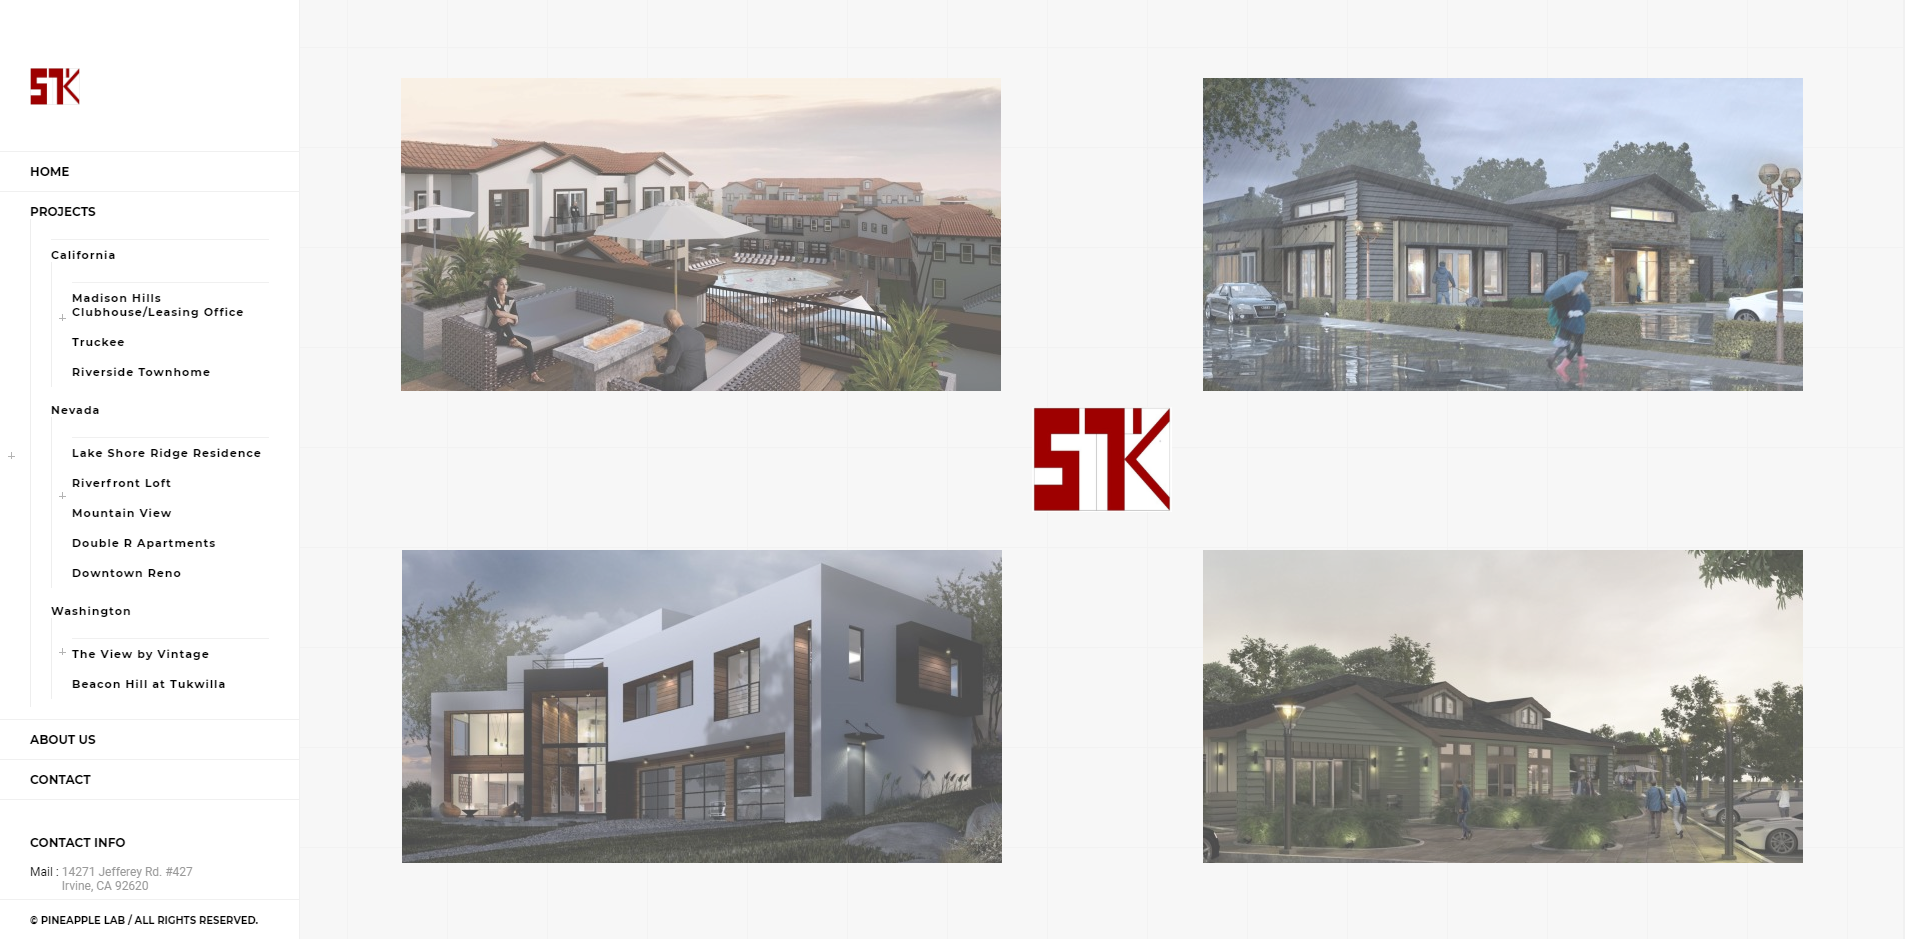 STK
HOME
PROJECTS
California
Madison Hills
Clubhouse/Leasing Office
Truckee
Riverside Townhome
Nevada
Lake Shore Ridge Residence
Riverfront Loft
Mountain View
Double R Apartments
Downtown Reno
Washington
The View by Vintage
Beacon Hill at Tukwilla
ABOUT US
CONTACT
CONTACT INFO
Mail : 14271 Jefferey Rd. #427
Irvine, CA 92620
© PINEAPPLE LAB / ALL RIGHTS RESERVED.
STK